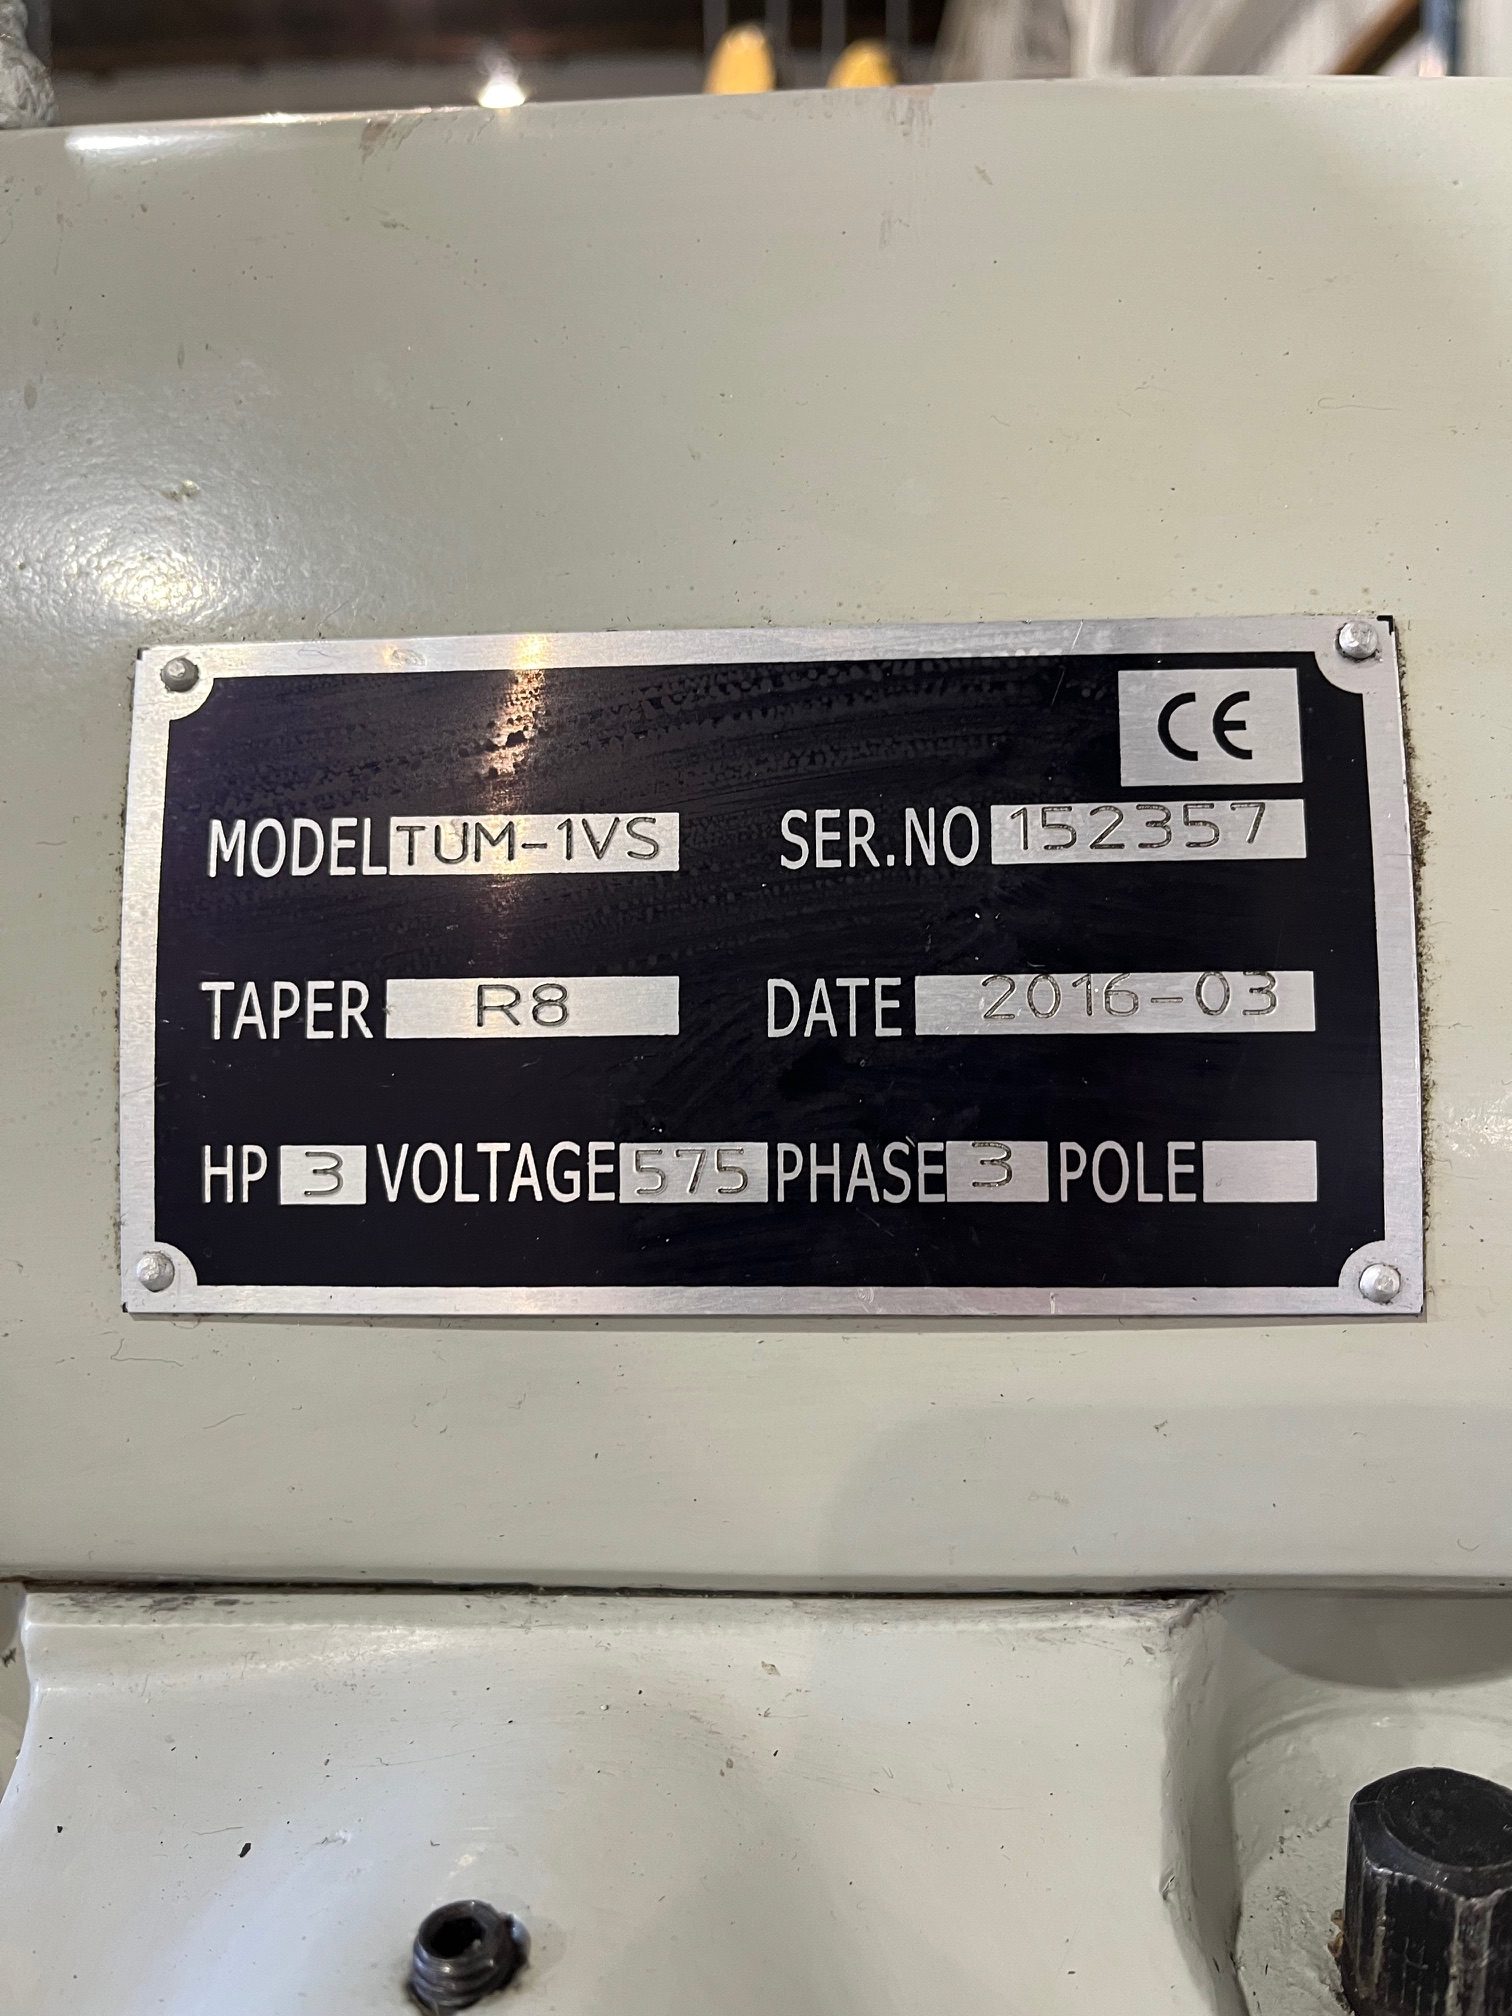 CE
MODEL TUM-1VS SER.NO 152357
TAPER R8 DATE 2016-03
HP 3 VOLTAGE 575 PHASE 3 POLE